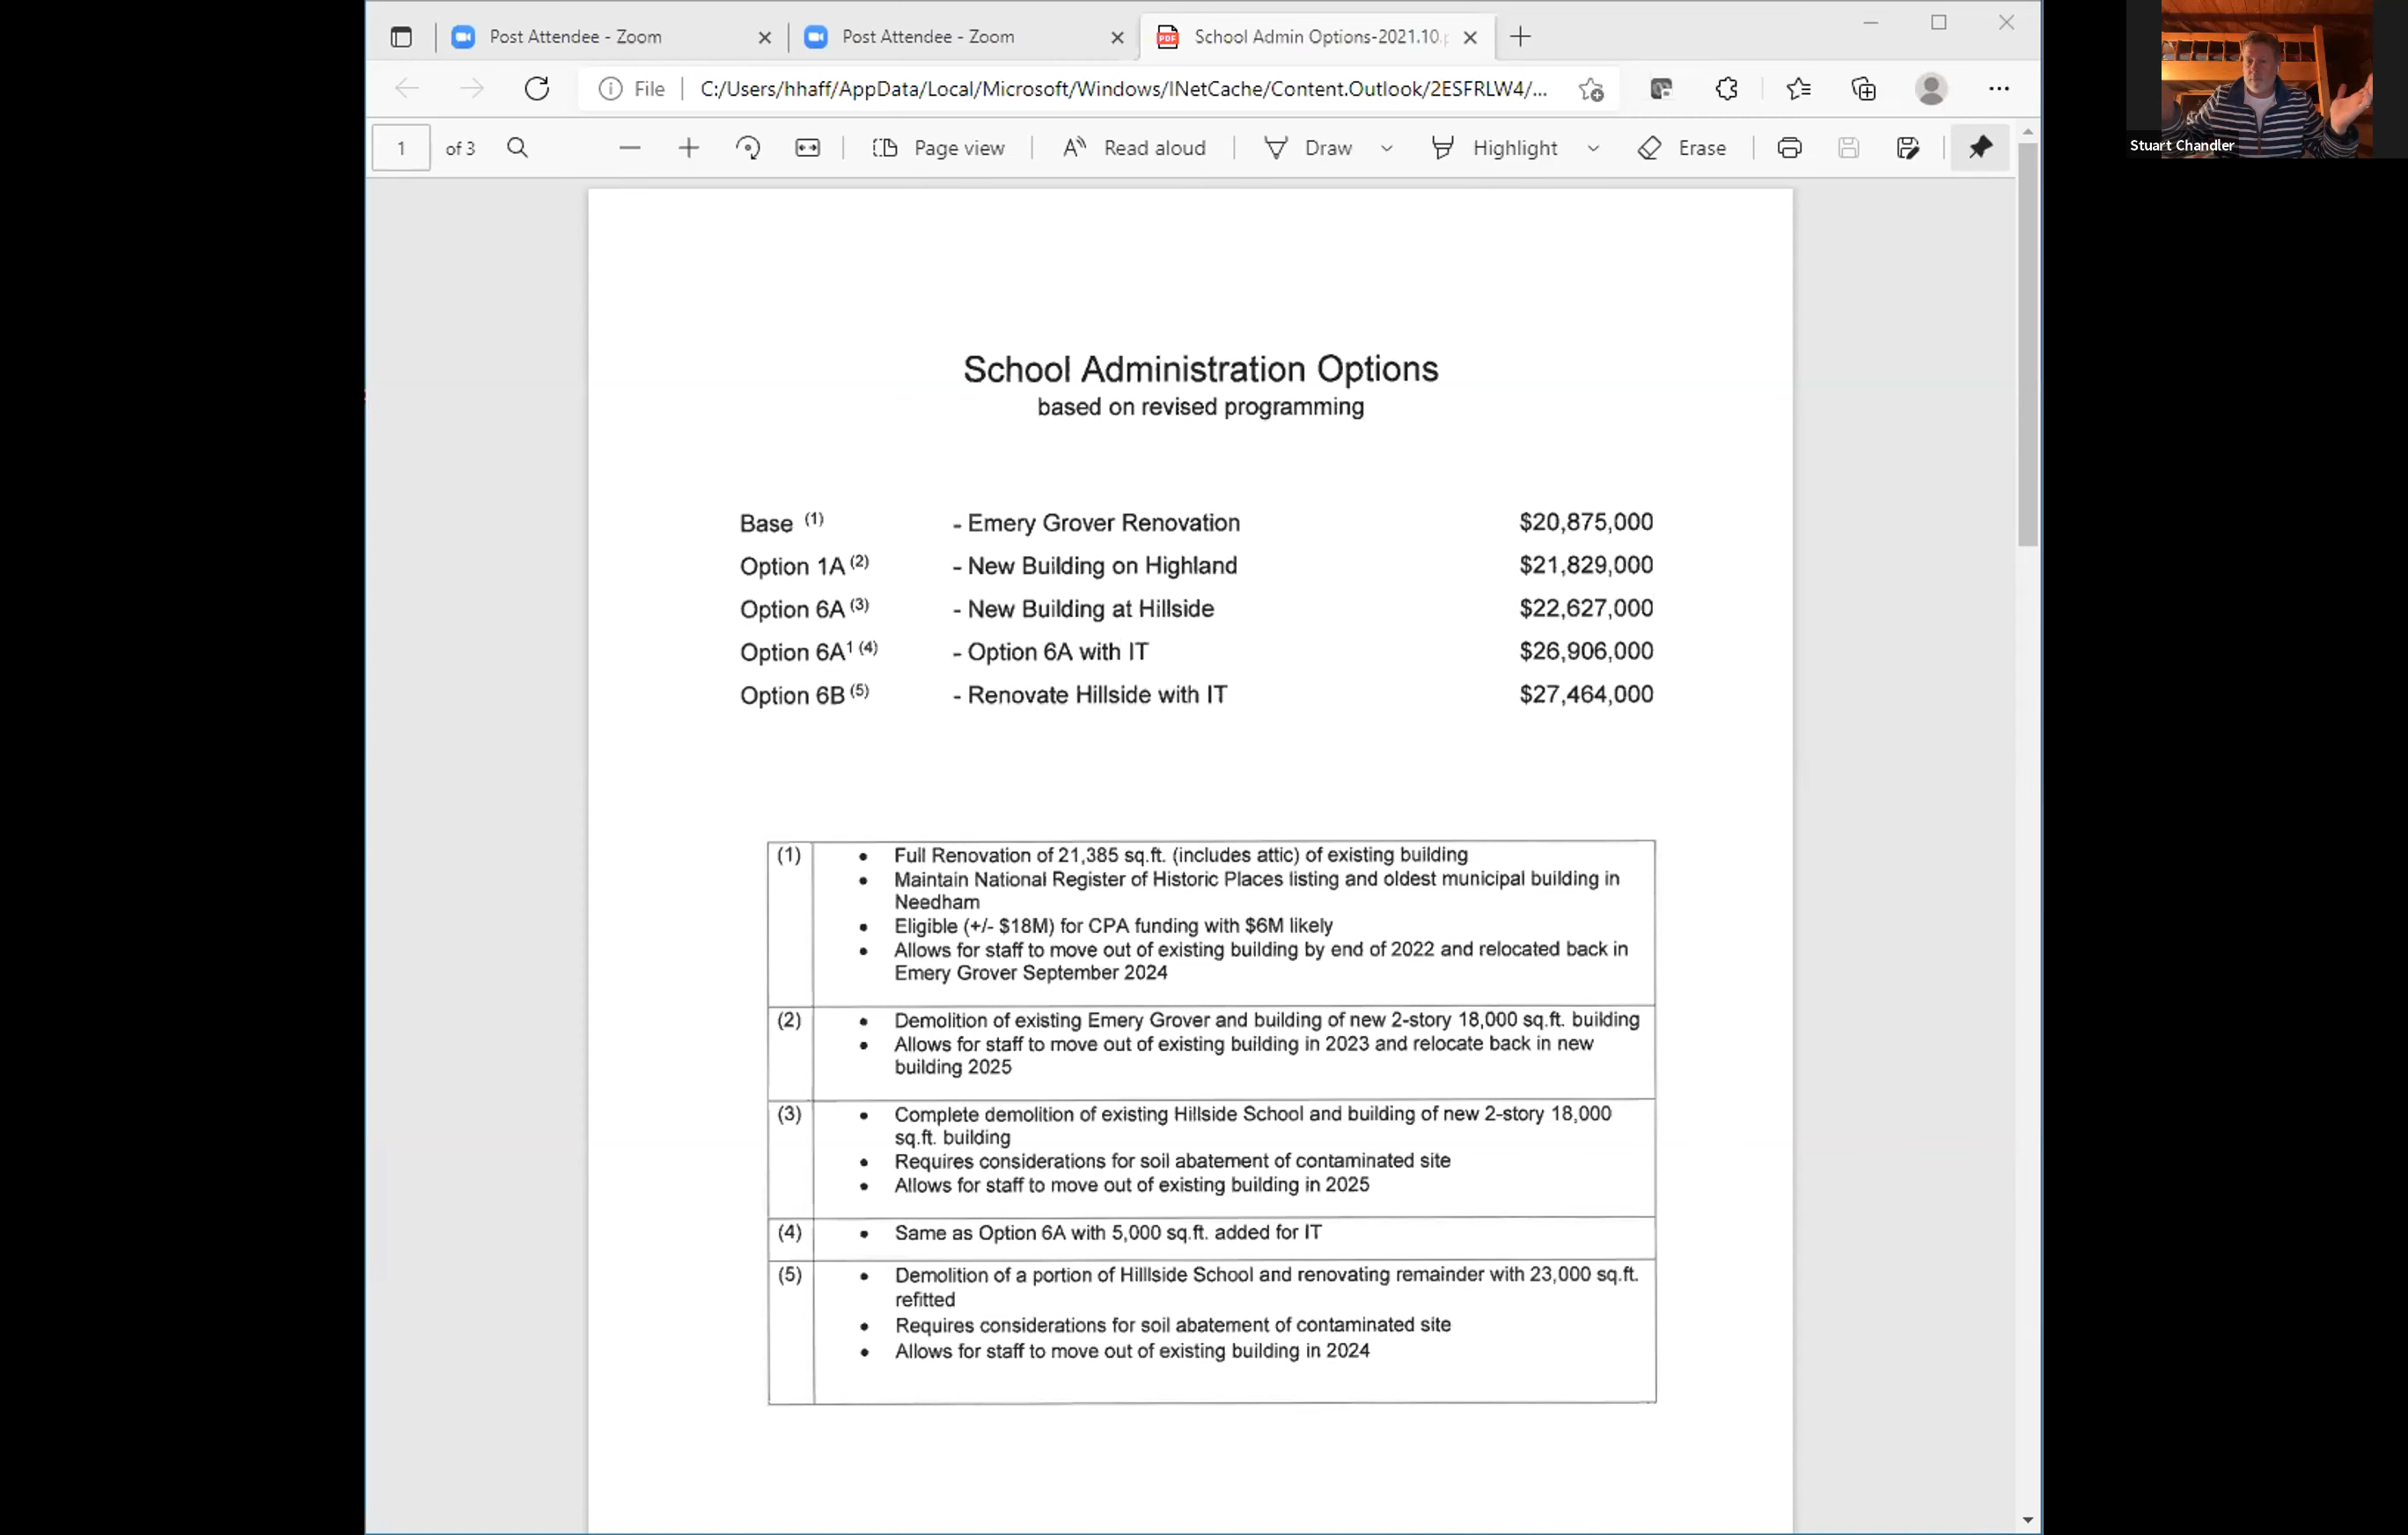 Post Attendee - Zoom
Post Attendee - Zoom
PDF
School Admin Options-2021.10.p
File
C:/Users/hhaff/AppData/Local/Microsoft/Windows/INetCache/Content.Outlook/2ESFRLW4/...
Stuart Chandler
1 of 3
Page view
Read aloud
Draw
Highlight
Erase
School Administration Options
based on revised programming
Base (1) - Emery Grover Renovation $20,875,000
Option 1A (2) - New Building on Highland $21,829,000
Option 6A (3) - New Building at Hillside $22,627,000
Option 6A¹ (4) - Option 6A with IT $26,906,000
Option 6B (5) - Renovate Hillside with IT $27,464,000
(1) • Full Renovation of 21,385 sq.ft. (includes attic) of existing building
• Maintain National Register of Historic Places listing and oldest municipal building in
Needham
• Eligible (+/- $18M) for CPA funding with $6M likely
• Allows for staff to move out of existing building by end of 2022 and relocated back in
Emery Grover September 2024
(2) • Demolition of existing Emery Grover and building of new 2-story 18,000 sq.ft. building
• Allows for staff to move out of existing building in 2023 and relocate back in new
building 2025
(3) • Complete demolition of existing Hillside School and building of new 2-story 18,000
sq.ft. building
• Requires considerations for soil abatement of contaminated site
• Allows for staff to move out of existing building in 2025
(4) • Same as Option 6A with 5,000 sq.ft. added for IT
(5) • Demolition of a portion of Hilllside School and renovating remainder with 23,000 sq.ft.
refitted
• Requires considerations for soil abatement of contaminated site
• Allows for staff to move out of existing building in 2024